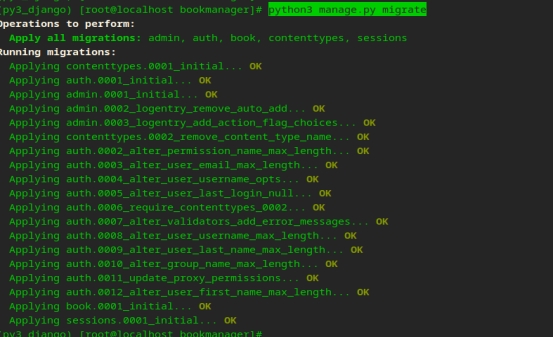 (py3_django) [root@localhost bookmanager]# python3 manage.py migrate
Operations to perform:
  Apply all migrations: admin, auth, book, contenttypes, sessions
Running migrations:
  Applying contenttypes.0001_initial... OK
  Applying auth.0001_initial... OK
  Applying admin.0001_initial... OK
  Applying admin.0002_logentry_remove_auto_add... OK
  Applying admin.0003_logentry_add_action_flag_choices... OK
  Applying contenttypes.0002_remove_content_type_name... OK
  Applying auth.0002_alter_permission_name_max_length... OK
  Applying auth.0003_alter_user_email_max_length... OK
  Applying auth.0004_alter_user_username_opts... OK
  Applying auth.0005_alter_user_last_login_null... OK
  Applying auth.0006_require_contenttypes_0002... OK
  Applying auth.0007_alter_validators_add_error_messages... OK
  Applying auth.0008_alter_user_username_max_length... OK
  Applying auth.0009_alter_user_last_name_max_length... OK
  Applying auth.0010_alter_group_name_max_length... OK
  Applying auth.0011_update_proxy_permissions... OK
  Applying auth.0012_alter_user_first_name_max_length... OK
  Applying book.0001_initial... OK
  Applying sessions.0001_initial... OK
(py3_django) [root@localhost bookmanager]#